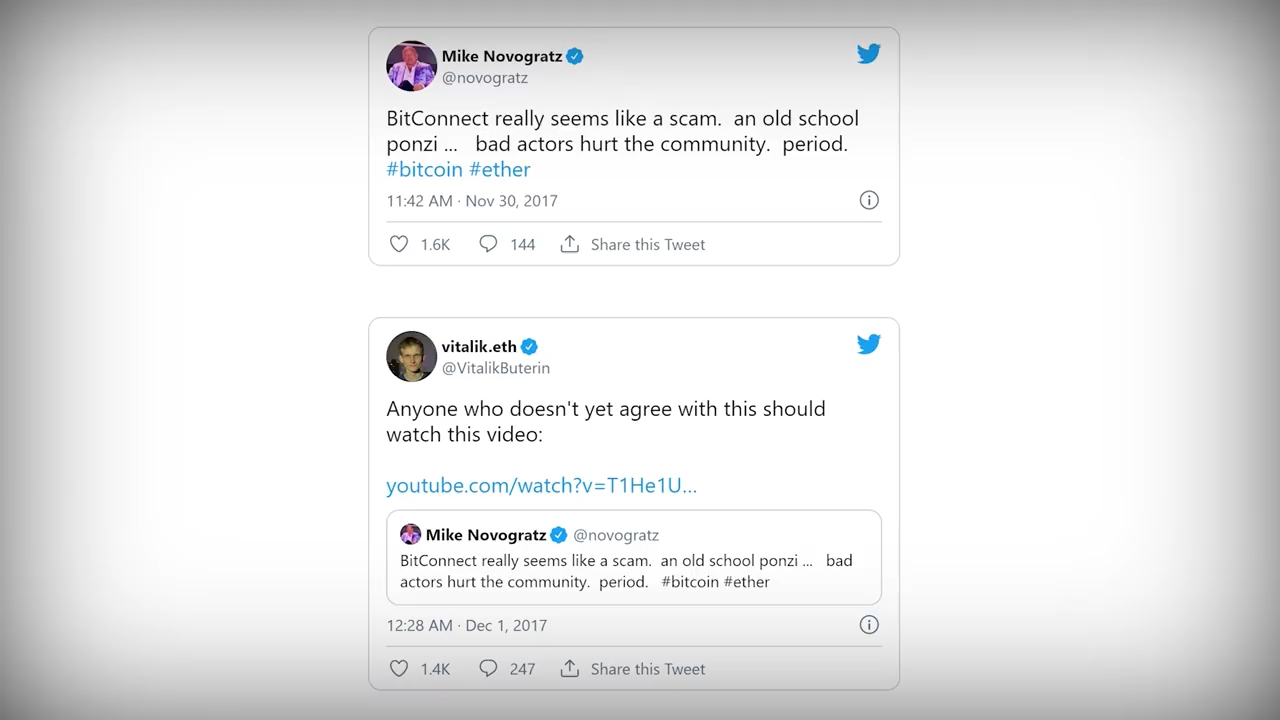 Mike Novogratz
@novogratz
BitConnect really seems like a scam.  an old school
ponzi ...   bad actors hurt the community.  period.
#bitcoin #ether
11:42 AM · Nov 30, 2017
1.6K 144 Share this Tweet
vitalik.eth
@VitalikButerin
Anyone who doesn't yet agree with this should
watch this video:
youtube.com/watch?v=T1He1U...
Mike Novogratz @novogratz
BitConnect really seems like a scam.  an old school ponzi ...   bad
actors hurt the community.  period.   #bitcoin #ether
12:28 AM · Dec 1, 2017
1.4K 247 Share this Tweet